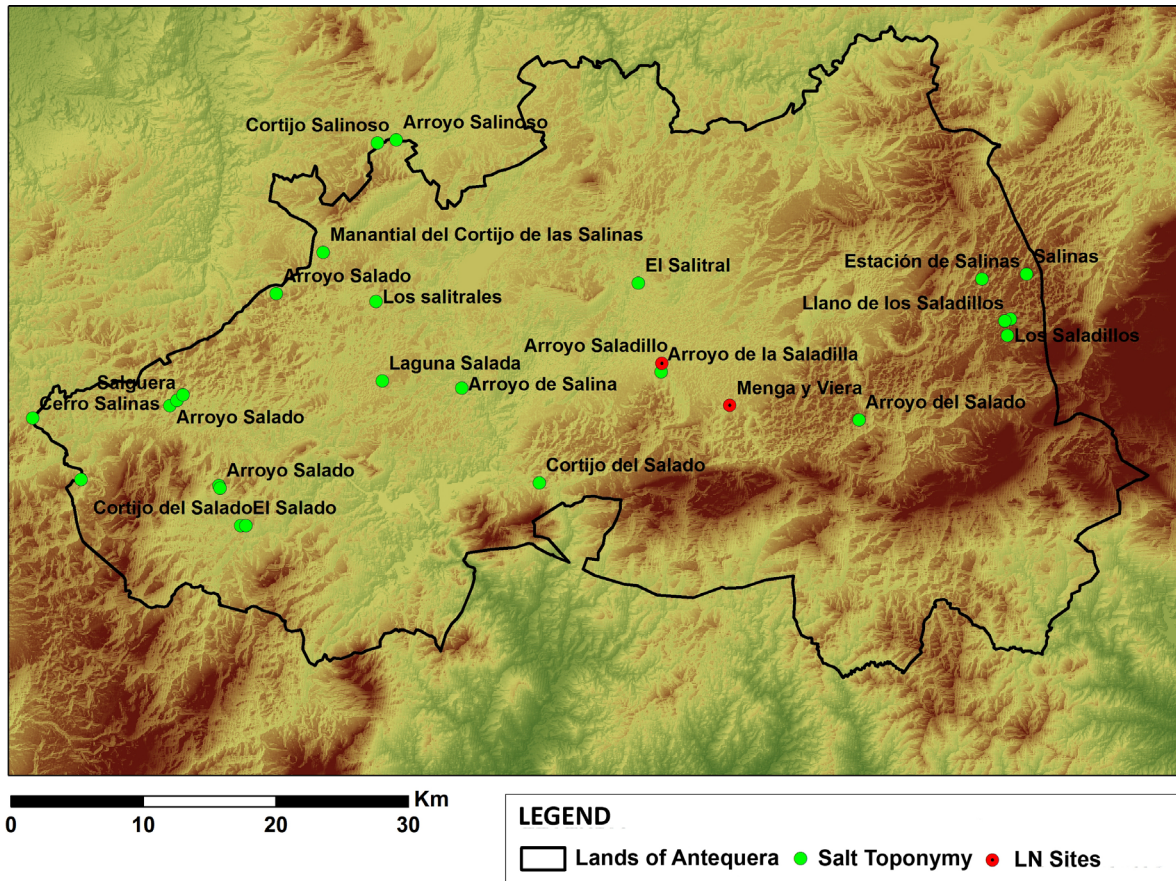 Cortijo Salinoso
Arroyo Salinoso
Manantial del Cortijo de las Salinas
El Salitral
Estación de Salinas
Salinas
Arroyo Salado
Los salitrales
Llano de los Saladillos
Los Saladillos
Arroyo Saladillo
Arroyo de la Saladilla
Laguna Salada
Arroyo de Salina
Salguera
Cerro Salinas
Arroyo Salado
Menga y Viera
Arroyo del Salado
Arroyo Salado
Cortijo del Salado
Cortijo del Salado
El Salado
Km
0 10 20 30
LEGEND
Lands of Antequera
Salt Toponymy
LN Sites